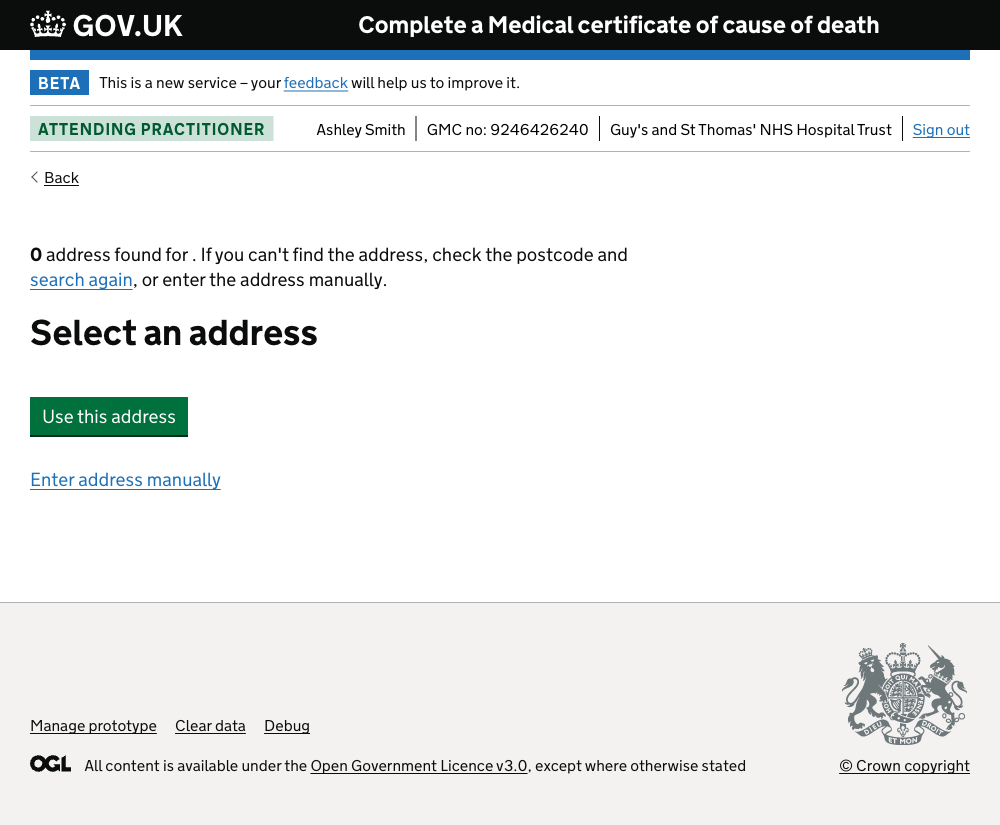 GOV.UK
Complete a Medical certificate of cause of death
BETA This is a new service – your feedback will help us to improve it.
ATTENDING PRACTITIONER
Ashley Smith
GMC no: 9246426240
Guy's and St Thomas' NHS Hospital Trust
Sign out
Back
0 address found for . If you can't find the address, check the postcode and
search again, or enter the address manually.
Select an address
Use this address
Enter address manually
Manage prototype
Clear data
Debug
DIEU
ET MON
DROIT
OGL All content is available under the Open Government Licence v3.0, except where otherwise stated
© Crown copyright